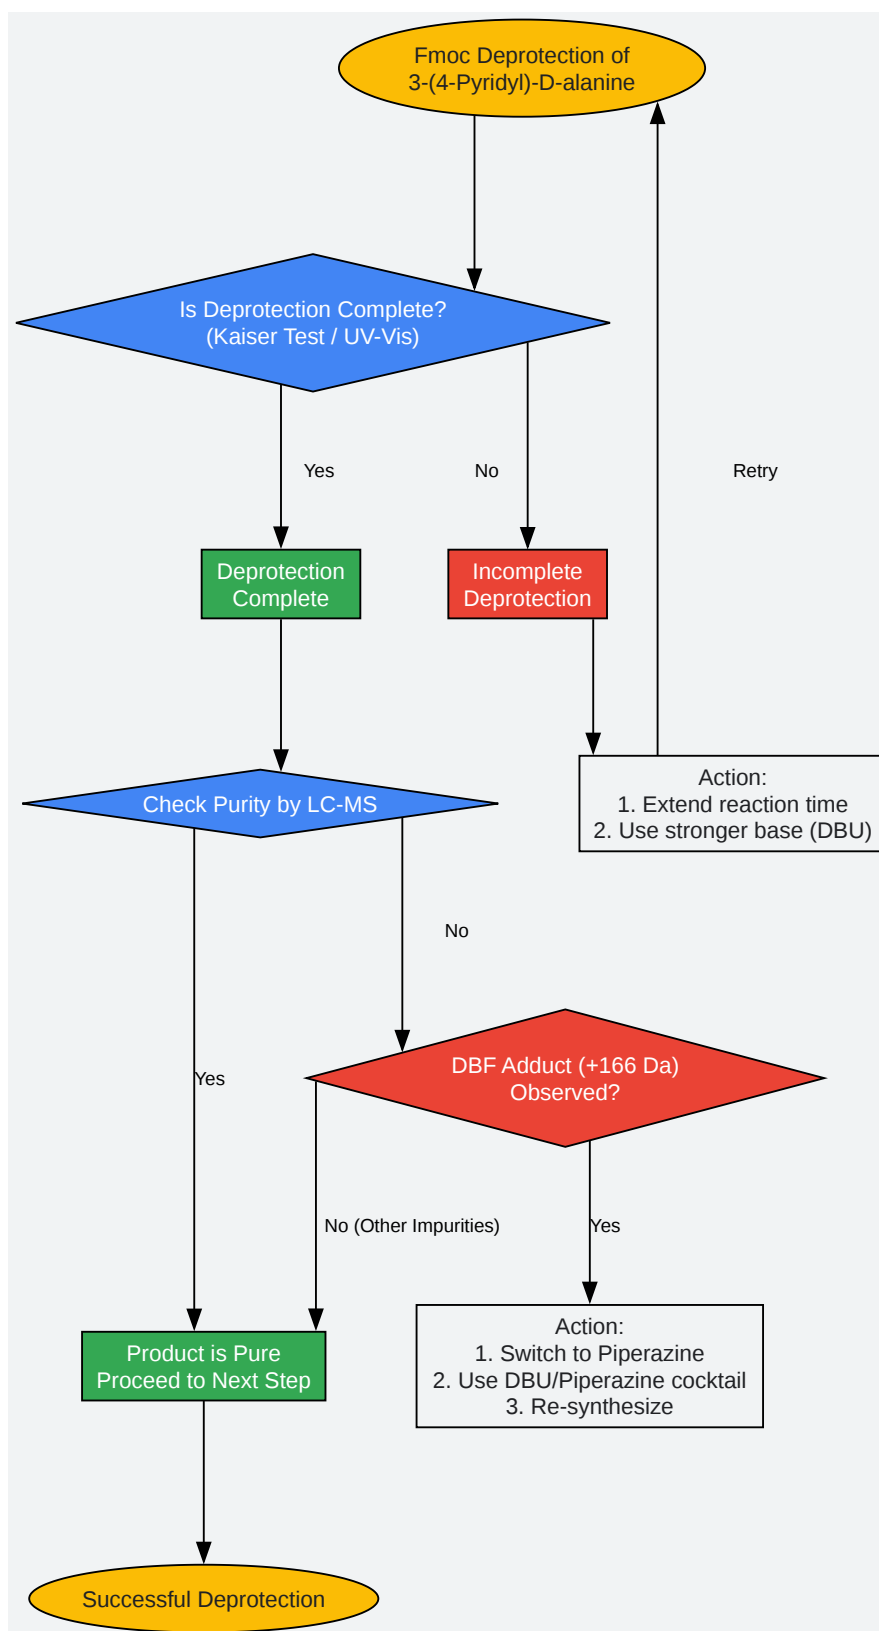 Fmoc Deprotection of
3-(4-Pyridyl)-D-alanine
Is Deprotection Complete?
(Kaiser Test / UV-Vis)
Yes
No
Retry
Deprotection
Complete
Incomplete
Deprotection
Action:
1. Extend reaction time
2. Use stronger base (DBU)
Check Purity by LC-MS
No
DBF Adduct (+166 Da)
Observed?
Yes
No (Other Impurities)
Yes
Action:
1. Switch to Piperazine
2. Use DBU/Piperazine cocktail
3. Re-synthesize
Product is Pure
Proceed to Next Step
Successful Deprotection